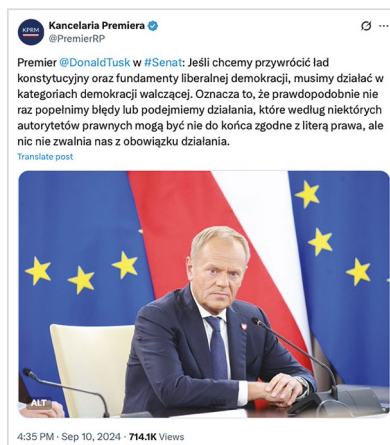 Kancelaria Premiera
@PremierRP
KPRM
Premier @DonaldTusk w #Senat: Jeśli chcemy przywrócić ład
konstytucyjny oraz fundamenty liberalnej demokracji, musimy działać w
kategoriach demokracji walczącej. Oznacza to, że prawdopodobnie nie
raz popełnimy błędy lub podejmiemy działania, które według niektórych
autorytetów prawnych mogą być nie do końca zgodne z literą prawa, ale
nic nie zwalnia nas z obowiązku działania.
Translate post
ALT
4:35 PM · Sep 10, 2024 · 714.1K Views